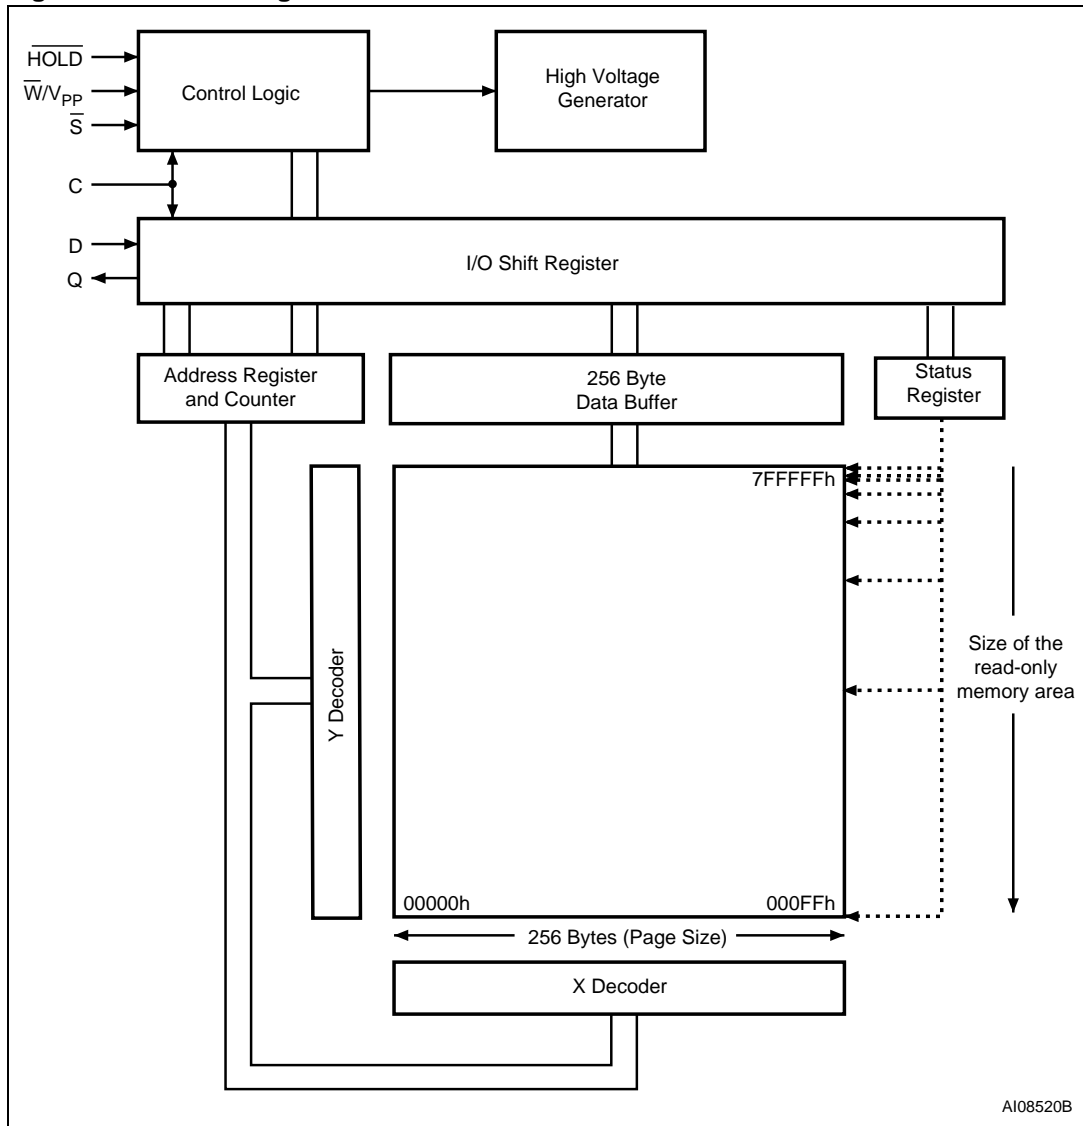 HOLD
W/VPP
S
Control Logic
High Voltage
Generator
C
D
Q
I/O Shift Register
Address Register
and Counter
256 Byte
Data Buffer
Status
Register
7FFFFFh
Y Decoder
Size of the
read-only
memory area
00000h
000FFh
256 Bytes (Page Size)
X Decoder
AI08520B